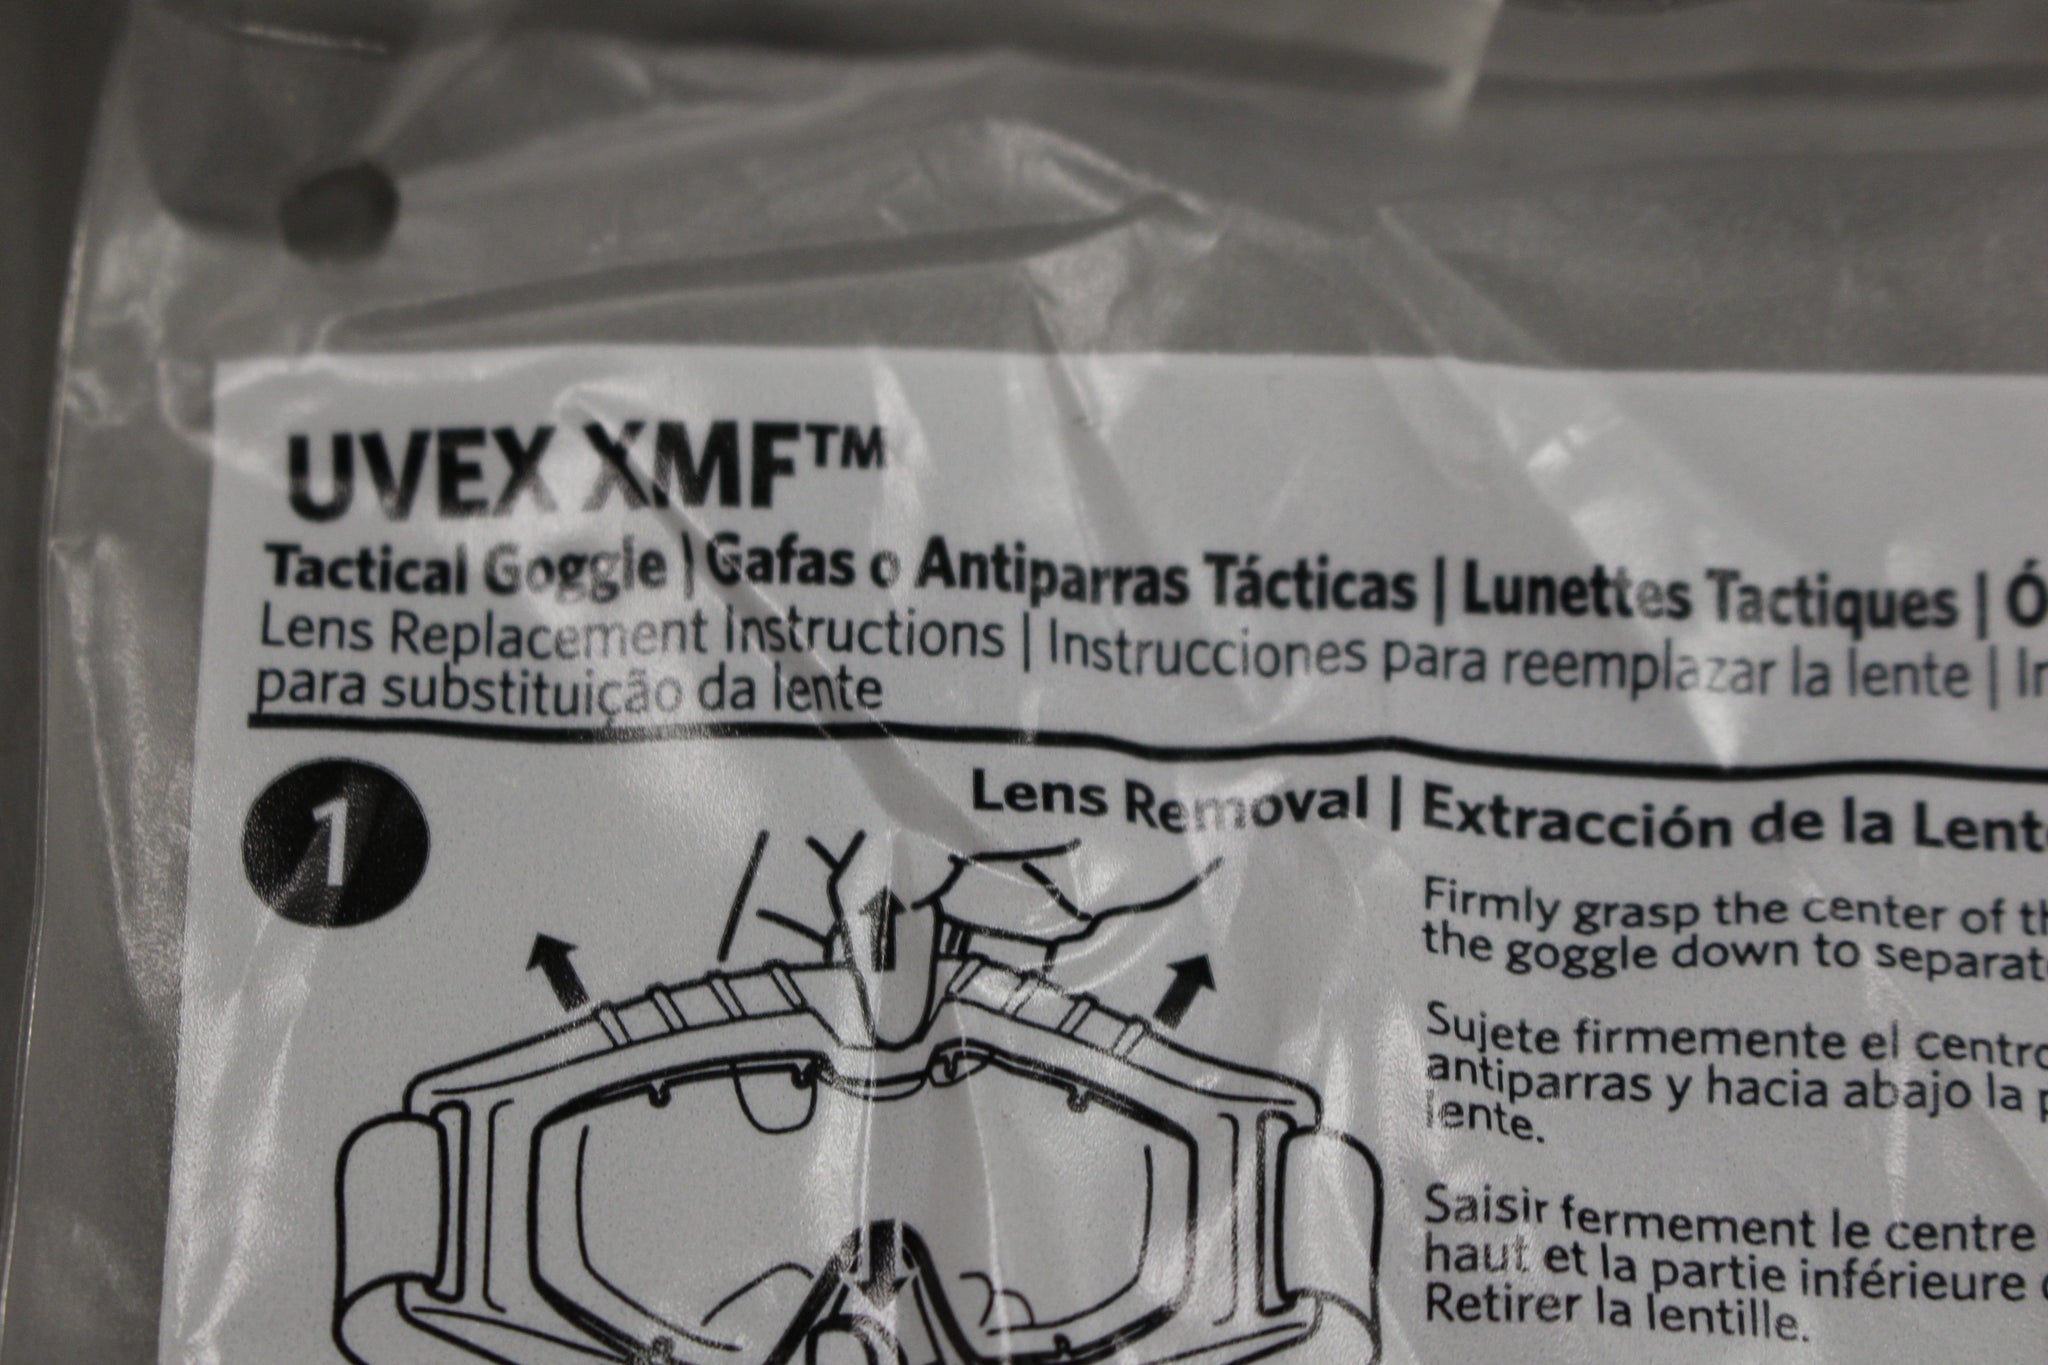 UVEX XMF™
Tactical Goggle | Gafas o Antiparras Tácticas | Lunettes Tactiques |
Lens Replacement Instructions | Instrucciones para reemplazar la lente |
para substituição da lente
1
Lens Removal | Extracción de la
Firmly grasp the center of
the goggle down to
Sujete firmemente el
antiparras y hacia abajo la
lente.
Saisir fermement le centre
haut et la partie inférieure
Retirer la lentille.